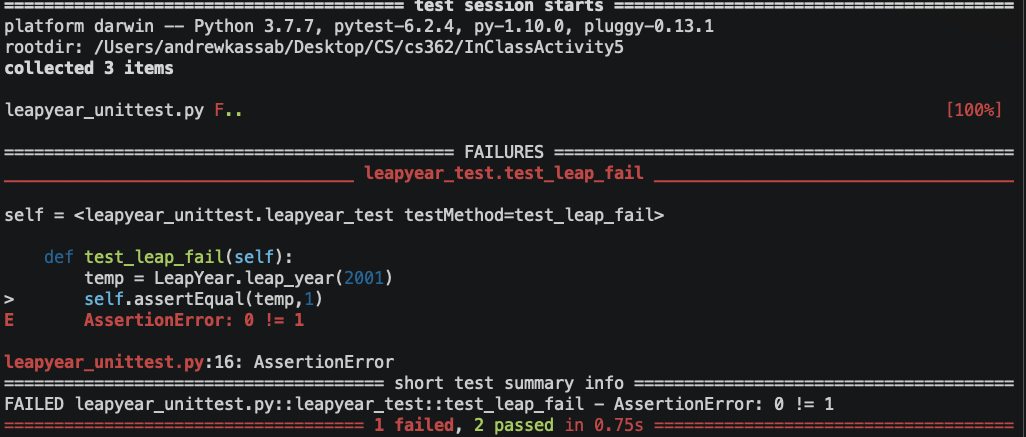 ======================================== test session starts ========================================
platform darwin -- Python 3.7.7, pytest-6.2.4, py-1.10.0, pluggy-0.13.1
rootdir: /Users/andrewkassab/Desktop/CS/cs362/InClassActivity5
collected 3 items

leapyear_unittest.py F.. [100%]

============================================= FAILURES ==============================================
___________________________________ leapyear_test.test_leap_fail ____________________________________

self = <leapyear_unittest.leapyear_test testMethod=test_leap_fail>

    def test_leap_fail(self):
        temp = LeapYear.leap_year(2001)
>       self.assertEqual(temp,1)
E       AssertionError: 0 != 1

leapyear_unittest.py:16: AssertionError
====================================== short test summary info ======================================
FAILED leapyear_unittest.py::leapyear_test::test_leap_fail - AssertionError: 0 != 1
==================================== 1 failed, 2 passed in 0.75s ====================================